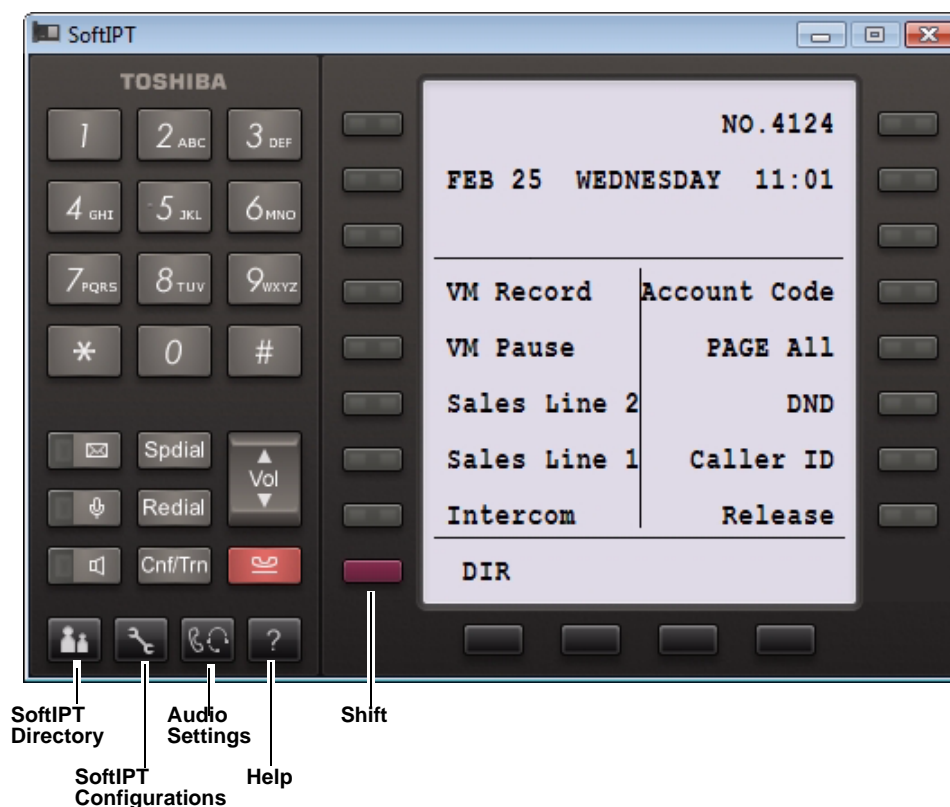 SoftIPT
TOSHIBA
1 2 ABC 3 DEF
4 GHI 5 JKL 6 MNO
7 PQRS 8 TUV 9 WXYZ
* 0 #
Spdial
Vol
Redial
Cnf/Trn
?
NO.4124
FEB 25 WEDNESDAY 11:01
VM Record Account Code
VM Pause PAGE All
Sales Line 2 DND
Sales Line 1 Caller ID
Intercom Release
DIR
SoftIPT
Directory
Audio
Settings
Shift
SoftIPT
Configurations
Help